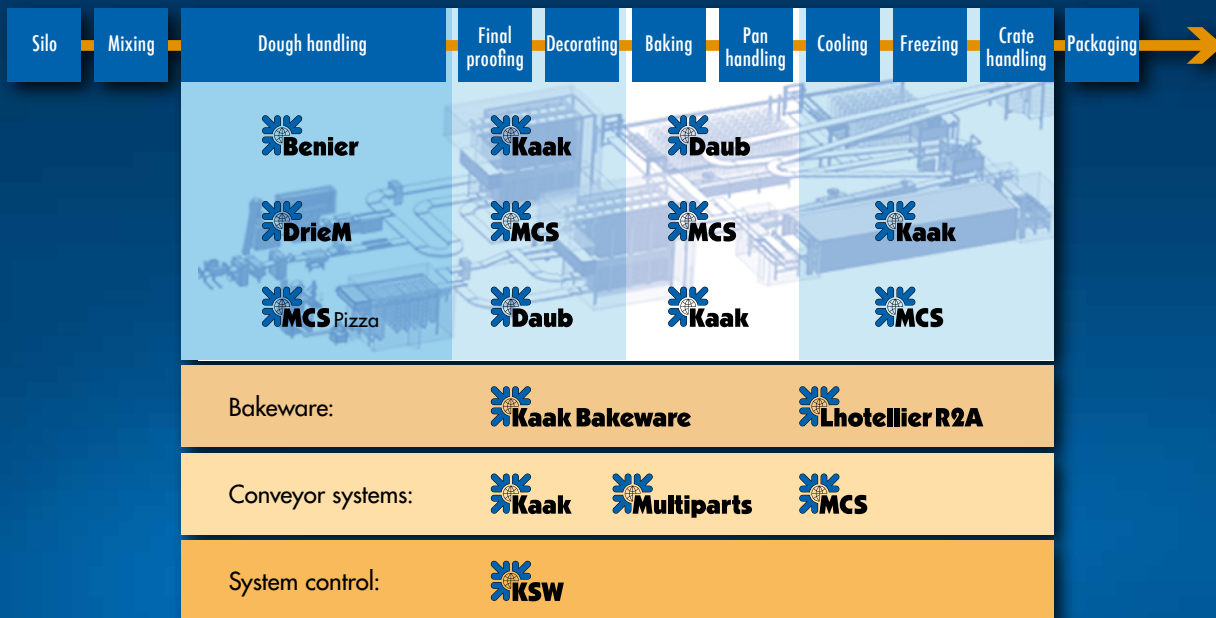 Silo
Mixing
Dough handling
Final
proofing
Decorating
Baking
Pan
handling
Cooling
Freezing
Crate
handling
Packaging
Benier
Kaak
Daub
DrieM
MCS
MCS
Kaak
MCS Pizza
Daub
Kaak
MCS
Bakeware:
Kaak Bakeware
Lhotellier R2A
Conveyor systems:
Kaak
Multiparts
MCS
System control:
KSW